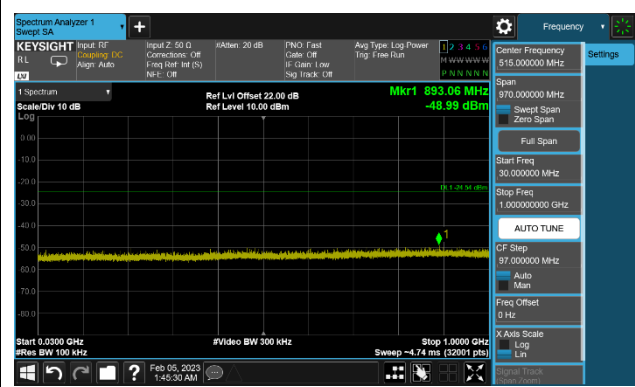 Spectrum Analyzer 1
Swept SA
Frequency
KEYSIGHT
Input: RF
Input Z: 50 Ω
#Atten: 20 dB
PNO: Fast
Avg Type: Log-Power
1 2 3 4 5 6
R L
Coupling: DC
Corrections: Off
Gate: Off
Trig: Free Run
M W W W W W
Align: Auto
Freq Ref: Int (S)
IF Gain: Low
P N N N N N
LXI
NFE: Off
Sig Track: Off
1 Spectrum
Ref Lvl Offset 22.00 dB
Mkr1 893.06 MHz
Scale/Div 10 dB
Ref Level 10.00 dBm
-48.99 dBm
Log
0.00
-10.0
-20.0
DL1 -24.54 dBm
-30.0
-40.0
1
-50.0
-60.0
-70.0
-80.0
Start 0.0300 GHz
#Video BW 300 kHz
Stop 1.0000 GHz
#Res BW 100 kHz
Sweep ~4.74 ms (32001 pts)
Feb 05, 2023
1:45:30 AM
Center Frequency
515.000000 MHz
Settings
Span
970.000000 MHz
Swept Span
Zero Span
Full Span
Start Freq
30.000000 MHz
Stop Freq
1.000000000 GHz
AUTO TUNE
CF Step
97.000000 MHz
Auto
Man
Freq Offset
0 Hz
X Axis Scale
Log
Lin
Signal Track
(Span Zoom)